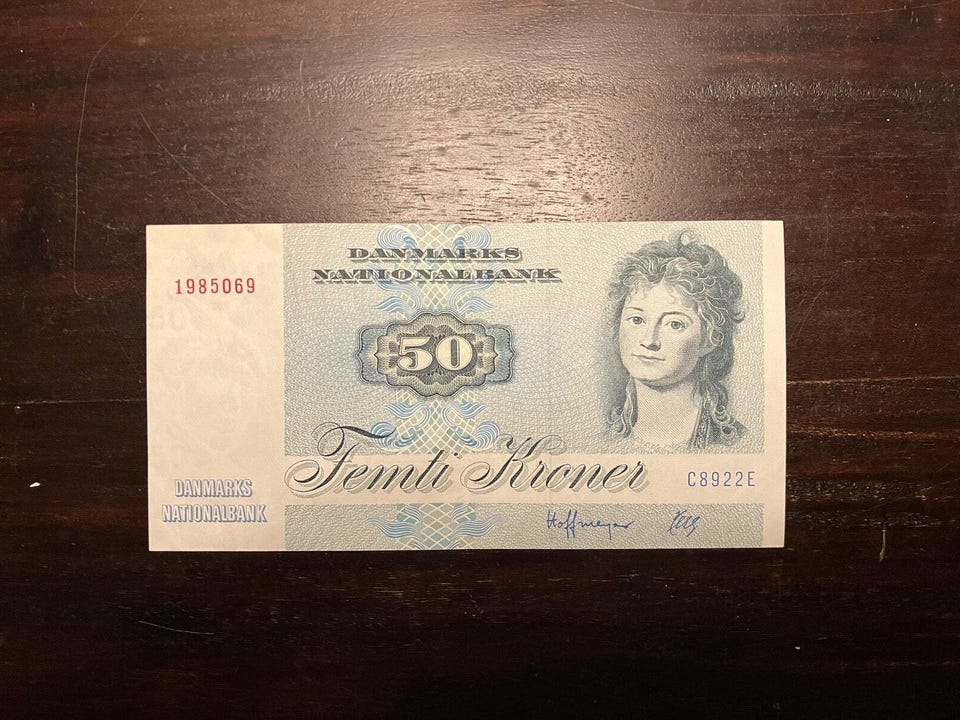 DANMARKS
NATIONALBANK
1985069
50
Femti Kroner
C8922E
DANMARKS
NATIONALBANK
Hoffmeyer